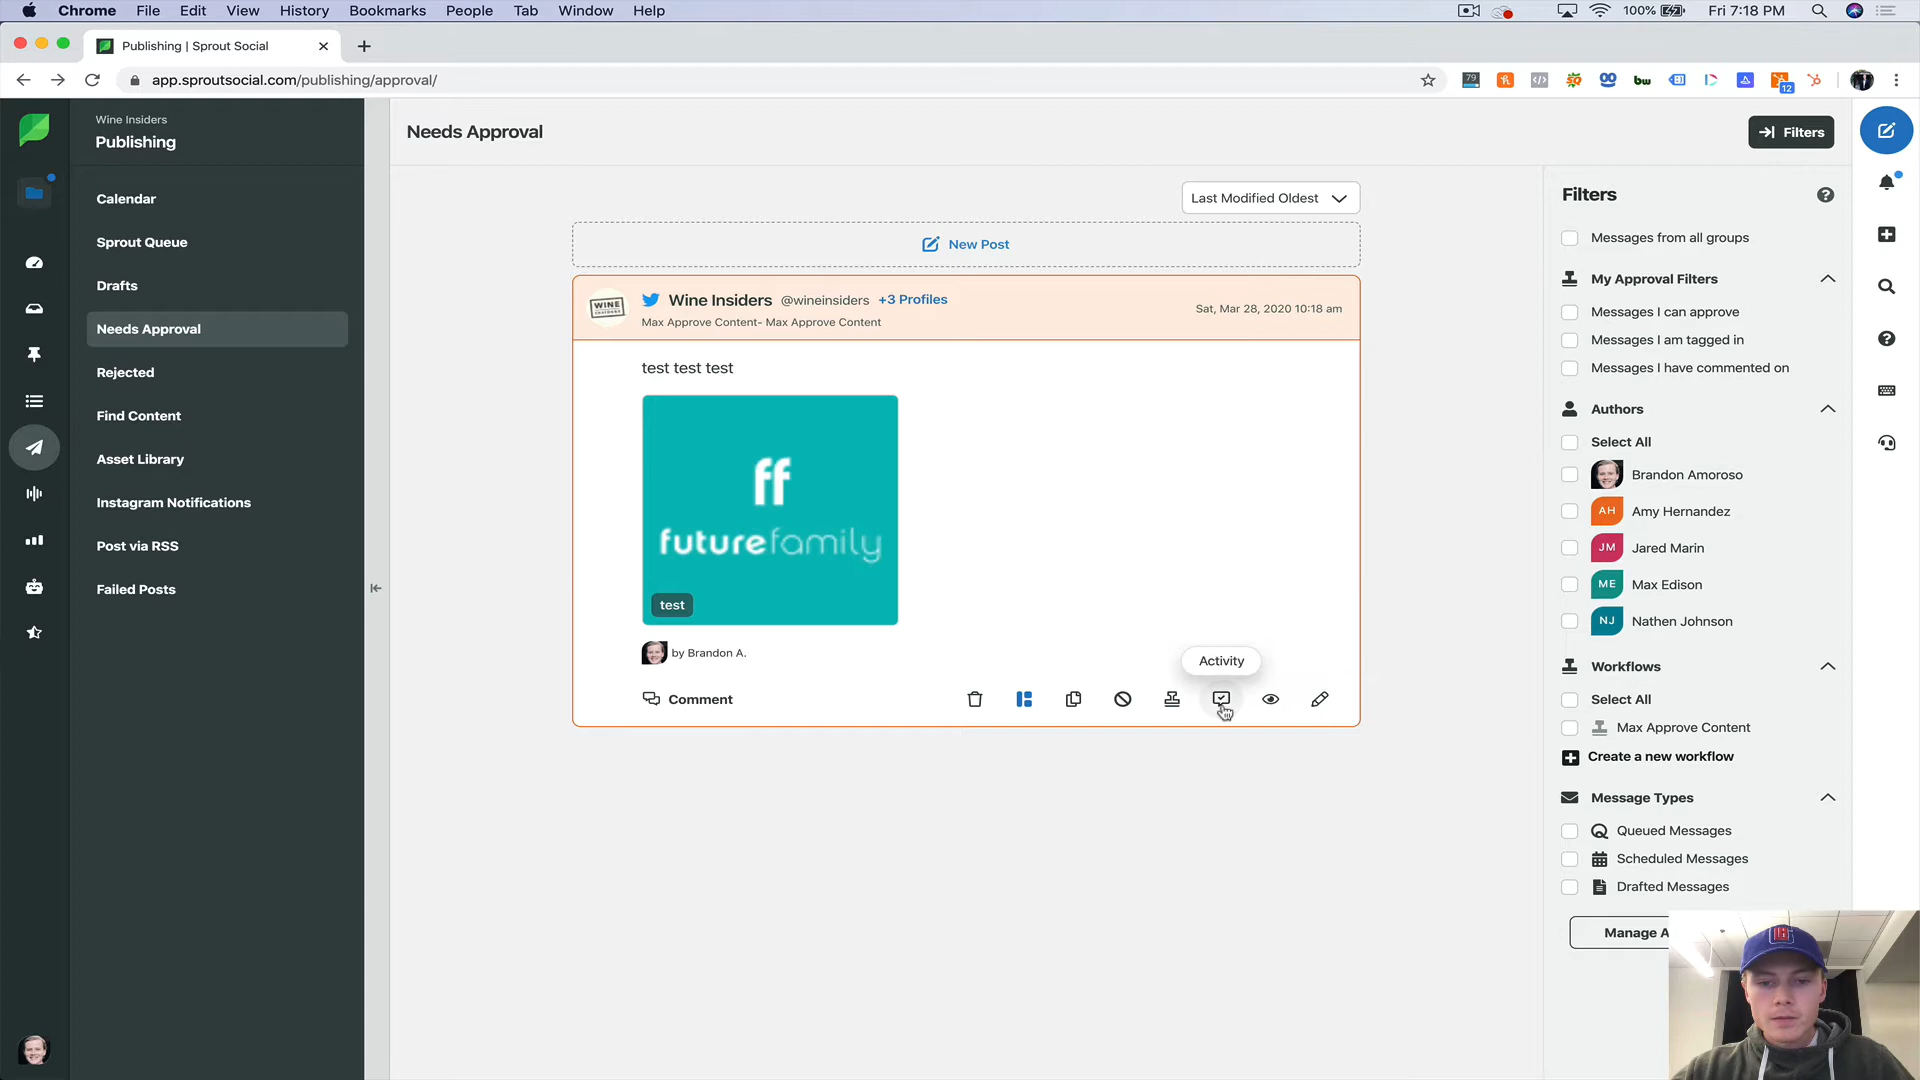 Chrome File Edit View History Bookmarks People Tab Window Help
100% Fri 7:18 PM
Publishing | Sprout Social
app.sproutsocial.com/publishing/approval/
79
12
Wine Insiders
Publishing
Calendar
Sprout Queue
Drafts
Needs Approval
Rejected
Find Content
Asset Library
Instagram Notifications
Post via RSS
Failed Posts
Needs Approval
Filters
Last Modified Oldest
New Post
WINE
INSIDERS
Wine Insiders @wineinsiders +3 Profiles
Max Approve Content- Max Approve Content
Sat, Mar 28, 2020 10:18 am
test test test
ff
futurefamily
test
by Brandon A.
Activity
Comment
Filters
Messages from all groups
My Approval Filters
Messages I can approve
Messages I am tagged in
Messages I have commented on
Authors
Select All
Brandon Amoroso
AH Amy Hernandez
JM Jared Marin
ME Max Edison
NJ Nathen Johnson
Workflows
Select All
Max Approve Content
Create a new workflow
Message Types
Queued Messages
Scheduled Messages
Drafted Messages
Manage A